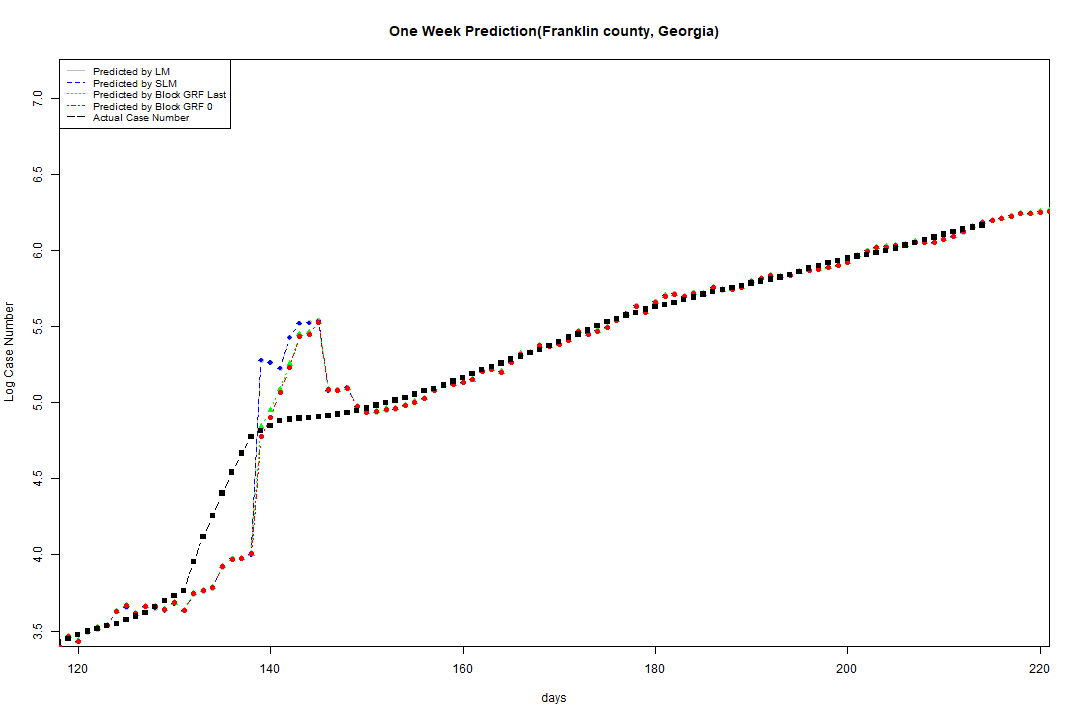 One Week Prediction(Franklin county, Georgia)
Predicted by LM
Predicted by SLM
Predicted by Block GRF Last
Predicted by Block GRF 0
Actual Case Number
Log Case Number
7.0
6.5
6.0
5.5
5.0
4.5
4.0
3.5
120 140 160 180 200 220
days